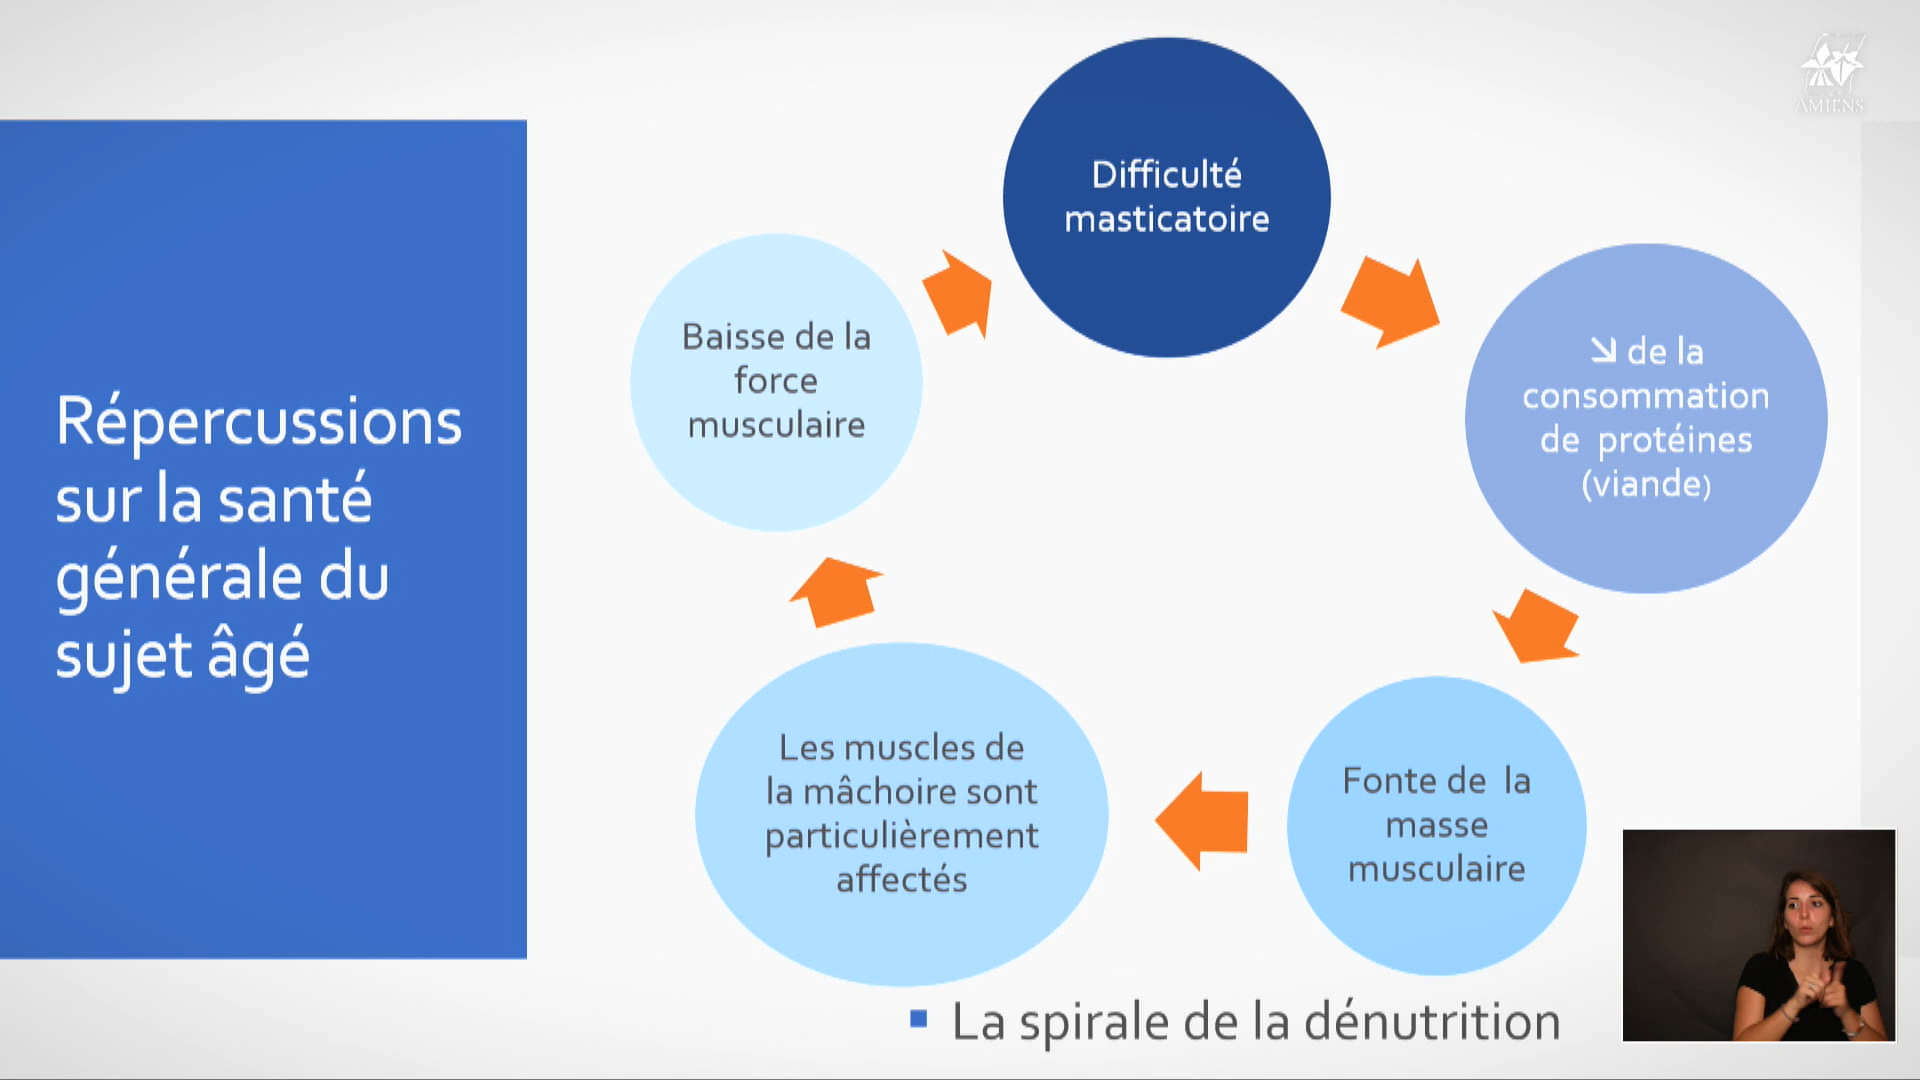 Répercussions
sur la santé
générale du
sujet âgé
Difficulté
masticatoire
↘ de la
consommation
de  protéines
(viande)
Fonte de  la
masse
musculaire
Les muscles de
la mâchoire sont
particulièrement
affectés
Baisse de la
force
musculaire
▪ La spirale de la dénutrition
AMIENS